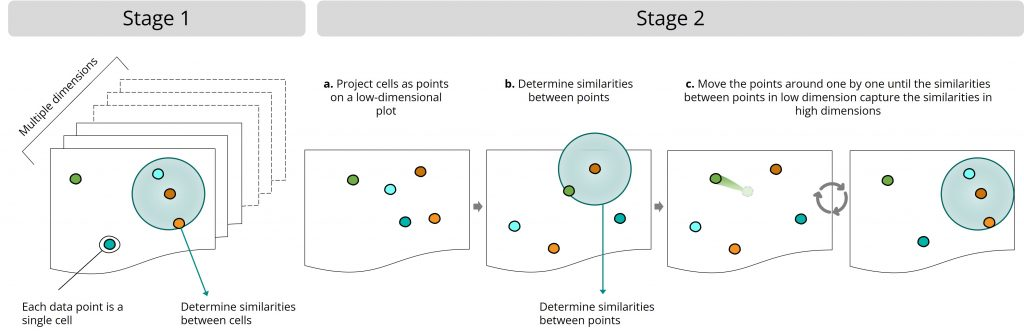 Stage 1
Stage 2
Multiple dimensions
Each data point is a
single cell
Determine similarities
between cells
a. Project cells as points
on a low-dimensional
plot
b. Determine similarities
between points
Determine similarities
between points
c. Move the points around one by one until the similarities
between points in low dimension capture the similarities in
high dimensions